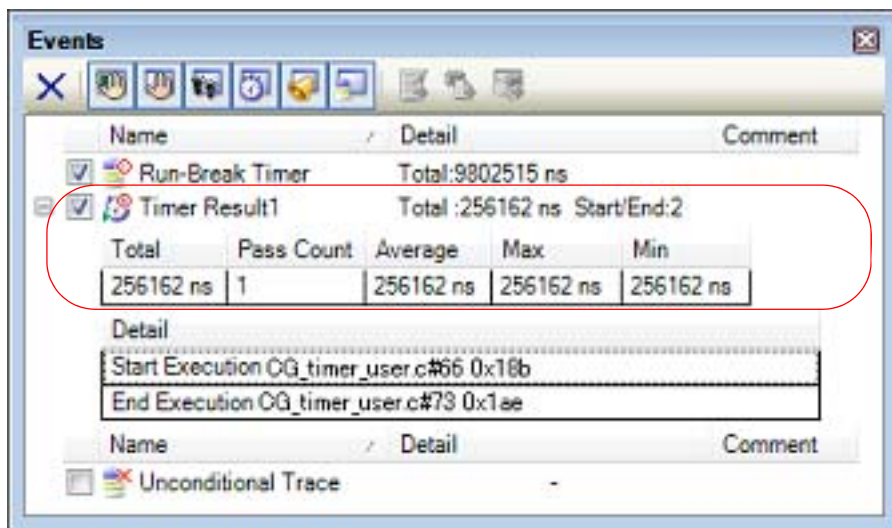 Events
Name / Detail Comment
Run-Break Timer Total:9802515 ns
Timer Result1 Total :256162 ns Start/End:2
Total Pass Count Average Max Min
256162 ns 1 256162 ns 256162 ns 256162 ns
Detail
Start Execution CG_timer_user.c#66 0x18b
End Execution CG_timer_user.c#73 0x1ae
Name / Detail Comment
Unconditional Trace -